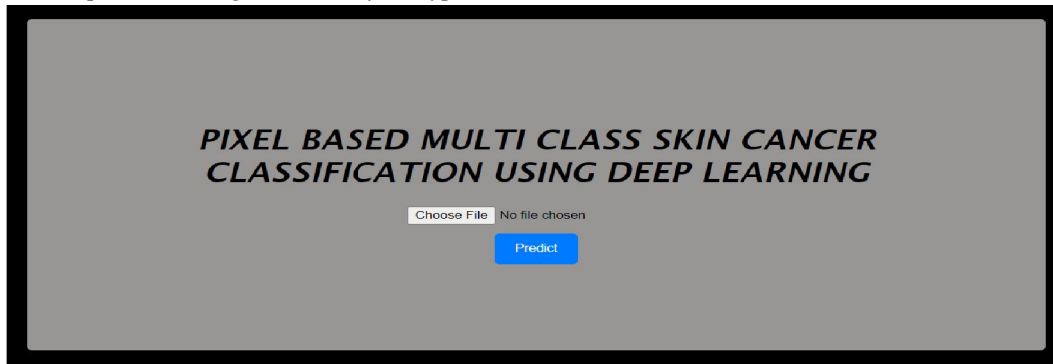 PIXEL BASED MULTI CLASS SKIN CANCER
CLASSIFICATION USING DEEP LEARNING
Choose File No file chosen
Predict